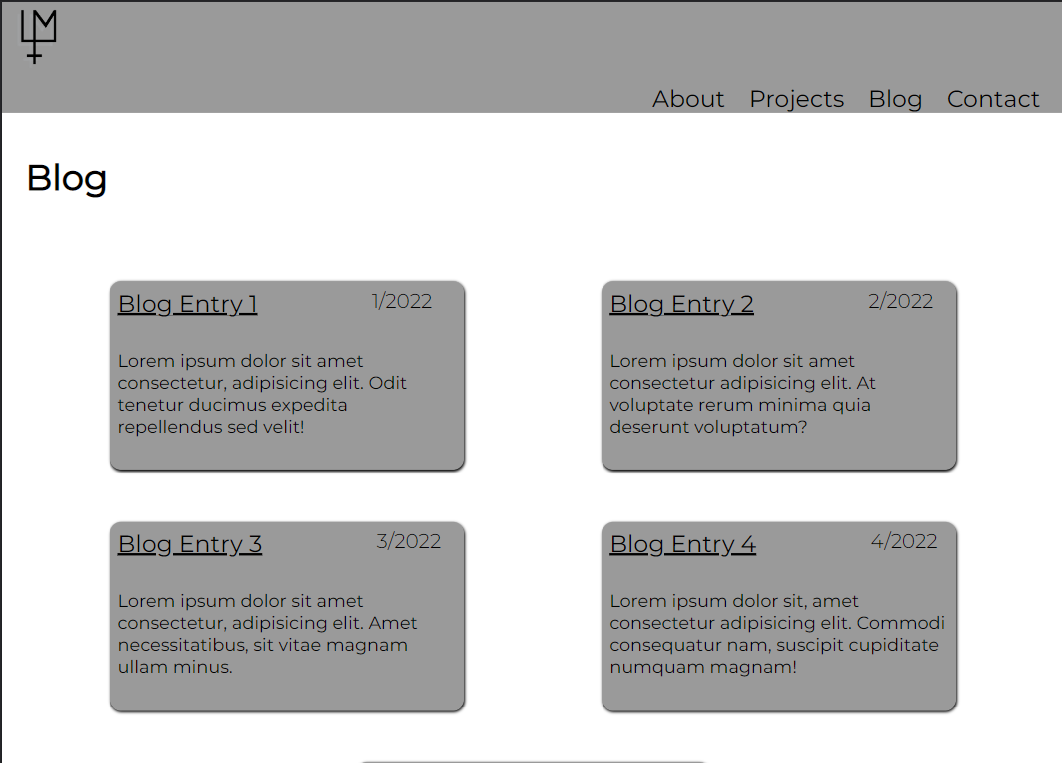 LM
About Projects Blog Contact
Blog
Blog Entry 1 1/2022
Lorem ipsum dolor sit amet
consectetur, adipisicing elit. Odit
tenetur ducimus expedita
repellendus sed velit!
Blog Entry 2 2/2022
Lorem ipsum dolor sit amet
consectetur adipisicing elit. At
voluptate rerum minima quia
deserunt voluptatum?
Blog Entry 3 3/2022
Lorem ipsum dolor sit amet
consectetur, adipisicing elit. Amet
necessitatibus, sit vitae magnam
ullam minus.
Blog Entry 4 4/2022
Lorem ipsum dolor sit, amet
consectetur adipisicing elit. Commodi
consequatur nam, suscipit cupiditate
numquam magnam!